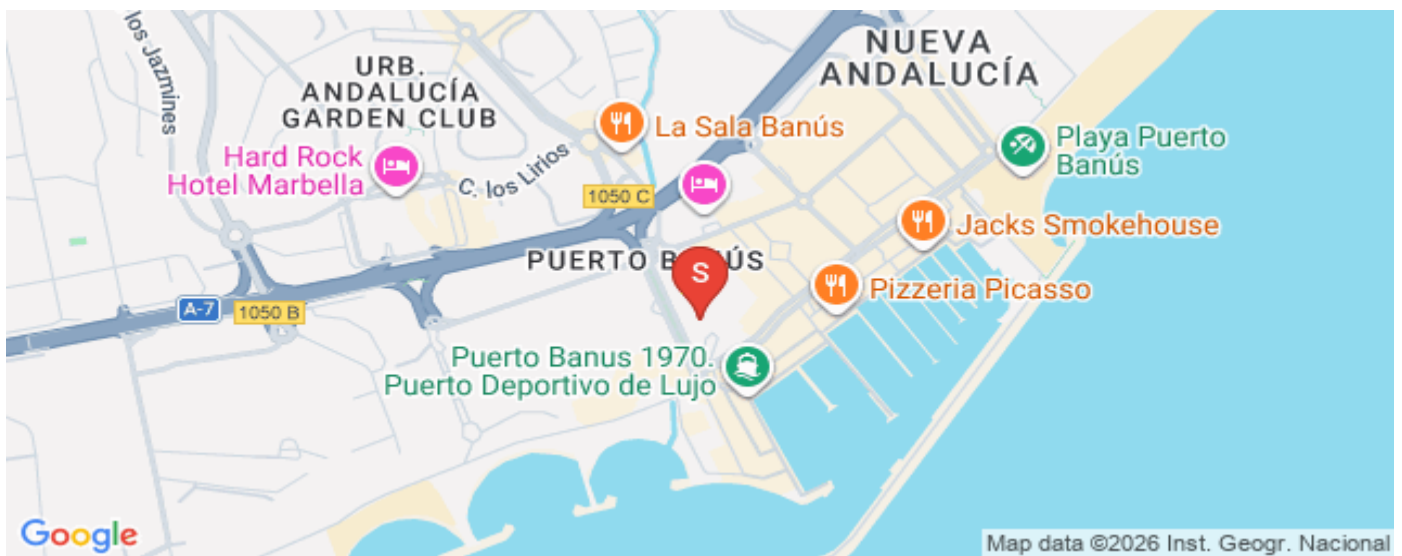 los Jazmines
URB.
ANDALUCÍA
GARDEN CLUB
NUEVA
ANDALUCÍA
La Sala Banús
Playa Puerto
Banús
Hard Rock
Hotel Marbella
C. los Lirios
1050 C
Jacks Smokehouse
PUERTO B ÚS
S
Pizzeria Picasso
A-7
1050 B
Puerto Banus 1970.
Puerto Deportivo de Lujo
Google
Map data ©2026 Inst. Geogr. Nacional